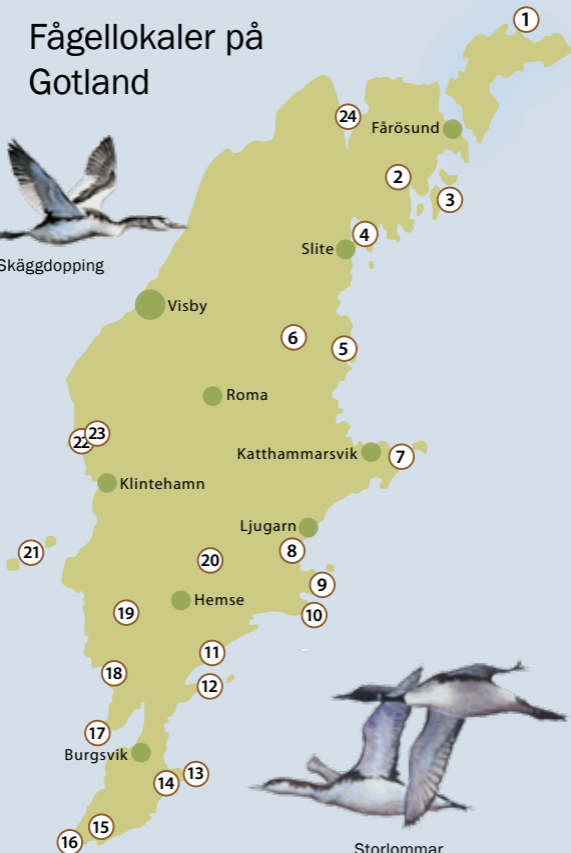 Fågellokaler på
Gotland
1
24
Fårösund
2
3
4
Slite
Skäggdopping
Visby
6
5
Roma
22
23
Katthammarsvik
7
Klintehamn
Ljugarn
8
21
20
9
Hemse
10
19
11
18
12
17
Burgsvik
13
14
15
16
Storlommar